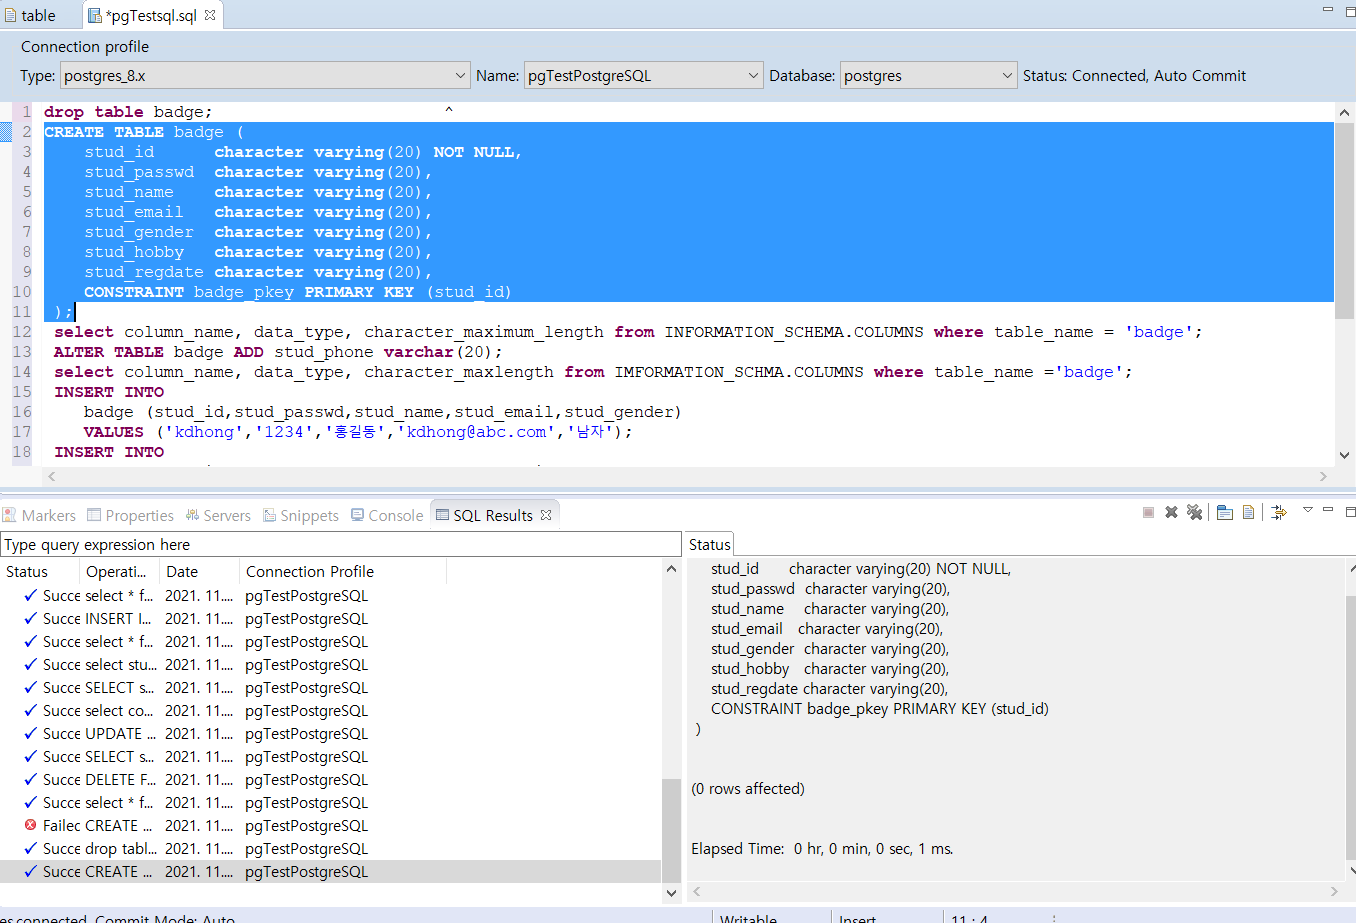 table
*pgTestsql.sql
Connection profile
Type: postgres_8.x Name: pgTestPostgreSQL Database: postgres Status: Connected, Auto Commit
1 drop table badge;
2 CREATE TABLE badge (
3 stud_id character varying(20) NOT NULL,
4 stud_passwd character varying(20),
5 stud_name character varying(20),
6 stud_email character varying(20),
7 stud_gender character varying(20),
8 stud_hobby character varying(20),
9 stud_regdate character varying(20),
10 CONSTRAINT badge_pkey PRIMARY KEY (stud_id)
11 );
12 select column_name, data_type, character_maximum_length from INFORMATION_SCHEMA.COLUMNS where table_name = 'badge';
13 ALTER TABLE badge ADD stud_phone varchar(20);
14 select column_name, data_type, character_maxlength from IMFORMATION_SCHMA.COLUMNS where table_name ='badge';
15 INSERT INTO
16 badge (stud_id,stud_passwd,stud_name,stud_email,stud_gender)
17 VALUES ('kdhong','1234','홍길동','kdhong@abc.com','남자');
18 INSERT INTO
Markers Properties Servers Snippets Console SQL Results
Type query expression here
Status Operati... Date Connection Profile
Succe select * f... 2021. 11.... pgTestPostgreSQL
Succe INSERT I... 2021. 11.... pgTestPostgreSQL
Succe select * f... 2021. 11.... pgTestPostgreSQL
Succe select stu... 2021. 11.... pgTestPostgreSQL
Succe SELECT s... 2021. 11.... pgTestPostgreSQL
Succe select co... 2021. 11.... pgTestPostgreSQL
Succe UPDATE ... 2021. 11.... pgTestPostgreSQL
Succe SELECT s... 2021. 11.... pgTestPostgreSQL
Succe DELETE F... 2021. 11.... pgTestPostgreSQL
Succe select * f... 2021. 11.... pgTestPostgreSQL
Failec CREATE ... 2021. 11.... pgTestPostgreSQL
Succe drop tabl... 2021. 11.... pgTestPostgreSQL
Succe CREATE ... 2021. 11.... pgTestPostgreSQL
Status
stud_id character varying(20) NOT NULL,
stud_passwd character varying(20),
stud_name character varying(20),
stud_email character varying(20),
stud_gender character varying(20),
stud_hobby character varying(20),
stud_regdate character varying(20),
CONSTRAINT badge_pkey PRIMARY KEY (stud_id)
)
(0 rows affected)
Elapsed Time: 0 hr, 0 min, 0 sec, 1 ms.
es connected, Commit Mode: Auto Writable Insert 11 : 4